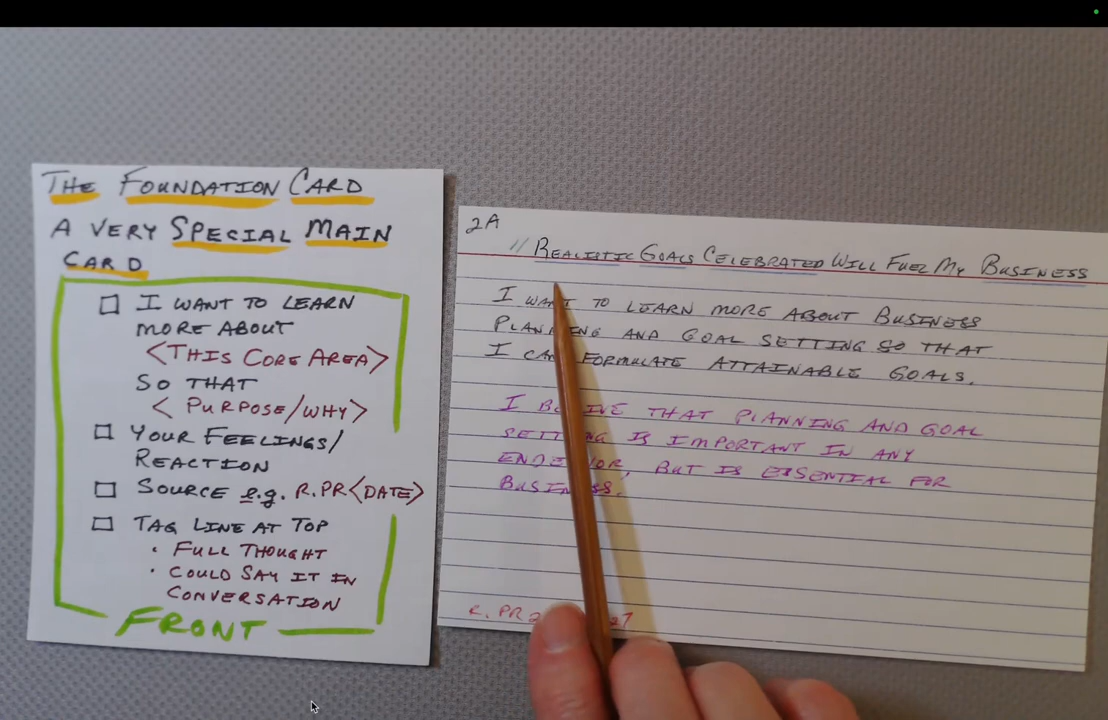 THE FOUNDATION CARD
A VERY SPECIAL MAIN
CARD
I WANT TO LEARN
MORE ABOUT
<THIS CORE AREA>
SO THAT
<PURPOSE/WHY>
YOUR FEELINGS/
REACTION
SOURCE e.g. R.PR<DATE>
TAG LINE AT TOP
• FULL THOUGHT
• COULD SAY IT IN
CONVERSATION
FRONT
2A
// REALISTIC GOALS CELEBRATED WILL FUEL MY BUSINESS
I WANT TO LEARN MORE ABOUT BUSINESS
PLANNING AND GOAL SETTING SO THAT
I CAN FORMULATE ATTAINABLE GOALS.
I THAT PLANNING AND GOAL
SETTING IS IMPORTANT IN ANY
BUT IS ESSENTIAL FOR
BUSINESS.
R.PR